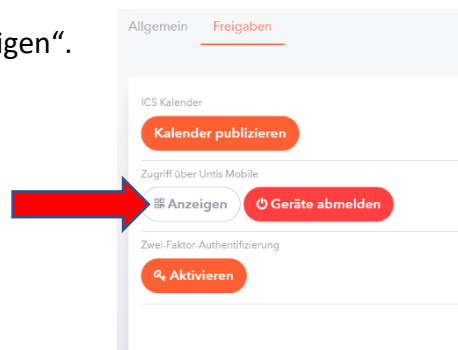 Allgemein Freigaben
igen“.
ICS Kalender
Kalender publizieren
Zugriff über Untis Mobile
Anzeigen Geräte abmelden
Zwei-Faktor-Authentifizierung
Aktivieren